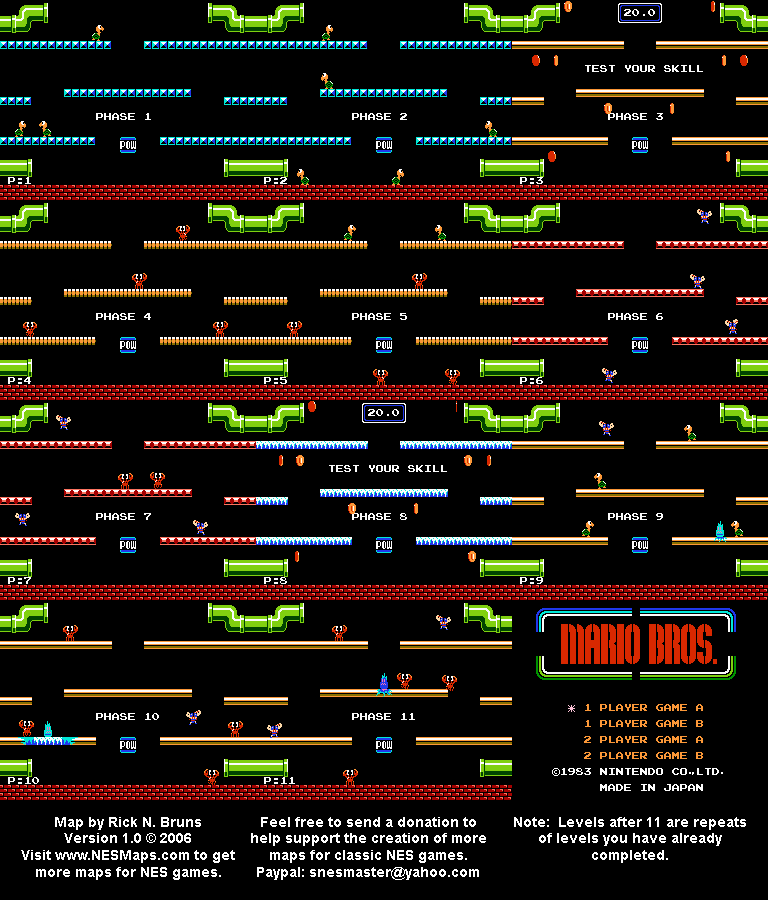 20.0
TEST YOUR SKILL
PHASE 1
PHASE 2
PHASE 3
POW
POW
POW
P:1
P:2
P:3
PHASE 4
PHASE 5
PHASE 6
POW
POW
POW
P:4
P:5
P:6
20.0
TEST YOUR SKILL
PHASE 7
PHASE 8
PHASE 9
POW
POW
POW
P:7
P:8
P:9
PHASE 10
PHASE 11
POW
POW
P:10
P:11
MARIO BROS.
1 PLAYER GAME A
1 PLAYER GAME B
2 PLAYER GAME A
2 PLAYER GAME B
©1983 NINTENDO CO.,LTD.
MADE IN JAPAN
Map by Rick N. Bruns
Version 1.0 © 2006
Visit www.NESMaps.com to get
more maps for NES games.
Feel free to send a donation to
help support the creation of more
maps for classic NES games.
Paypal: snesmaster@yahoo.com
Note: Levels after 11 are repeats
of levels you have already
completed.